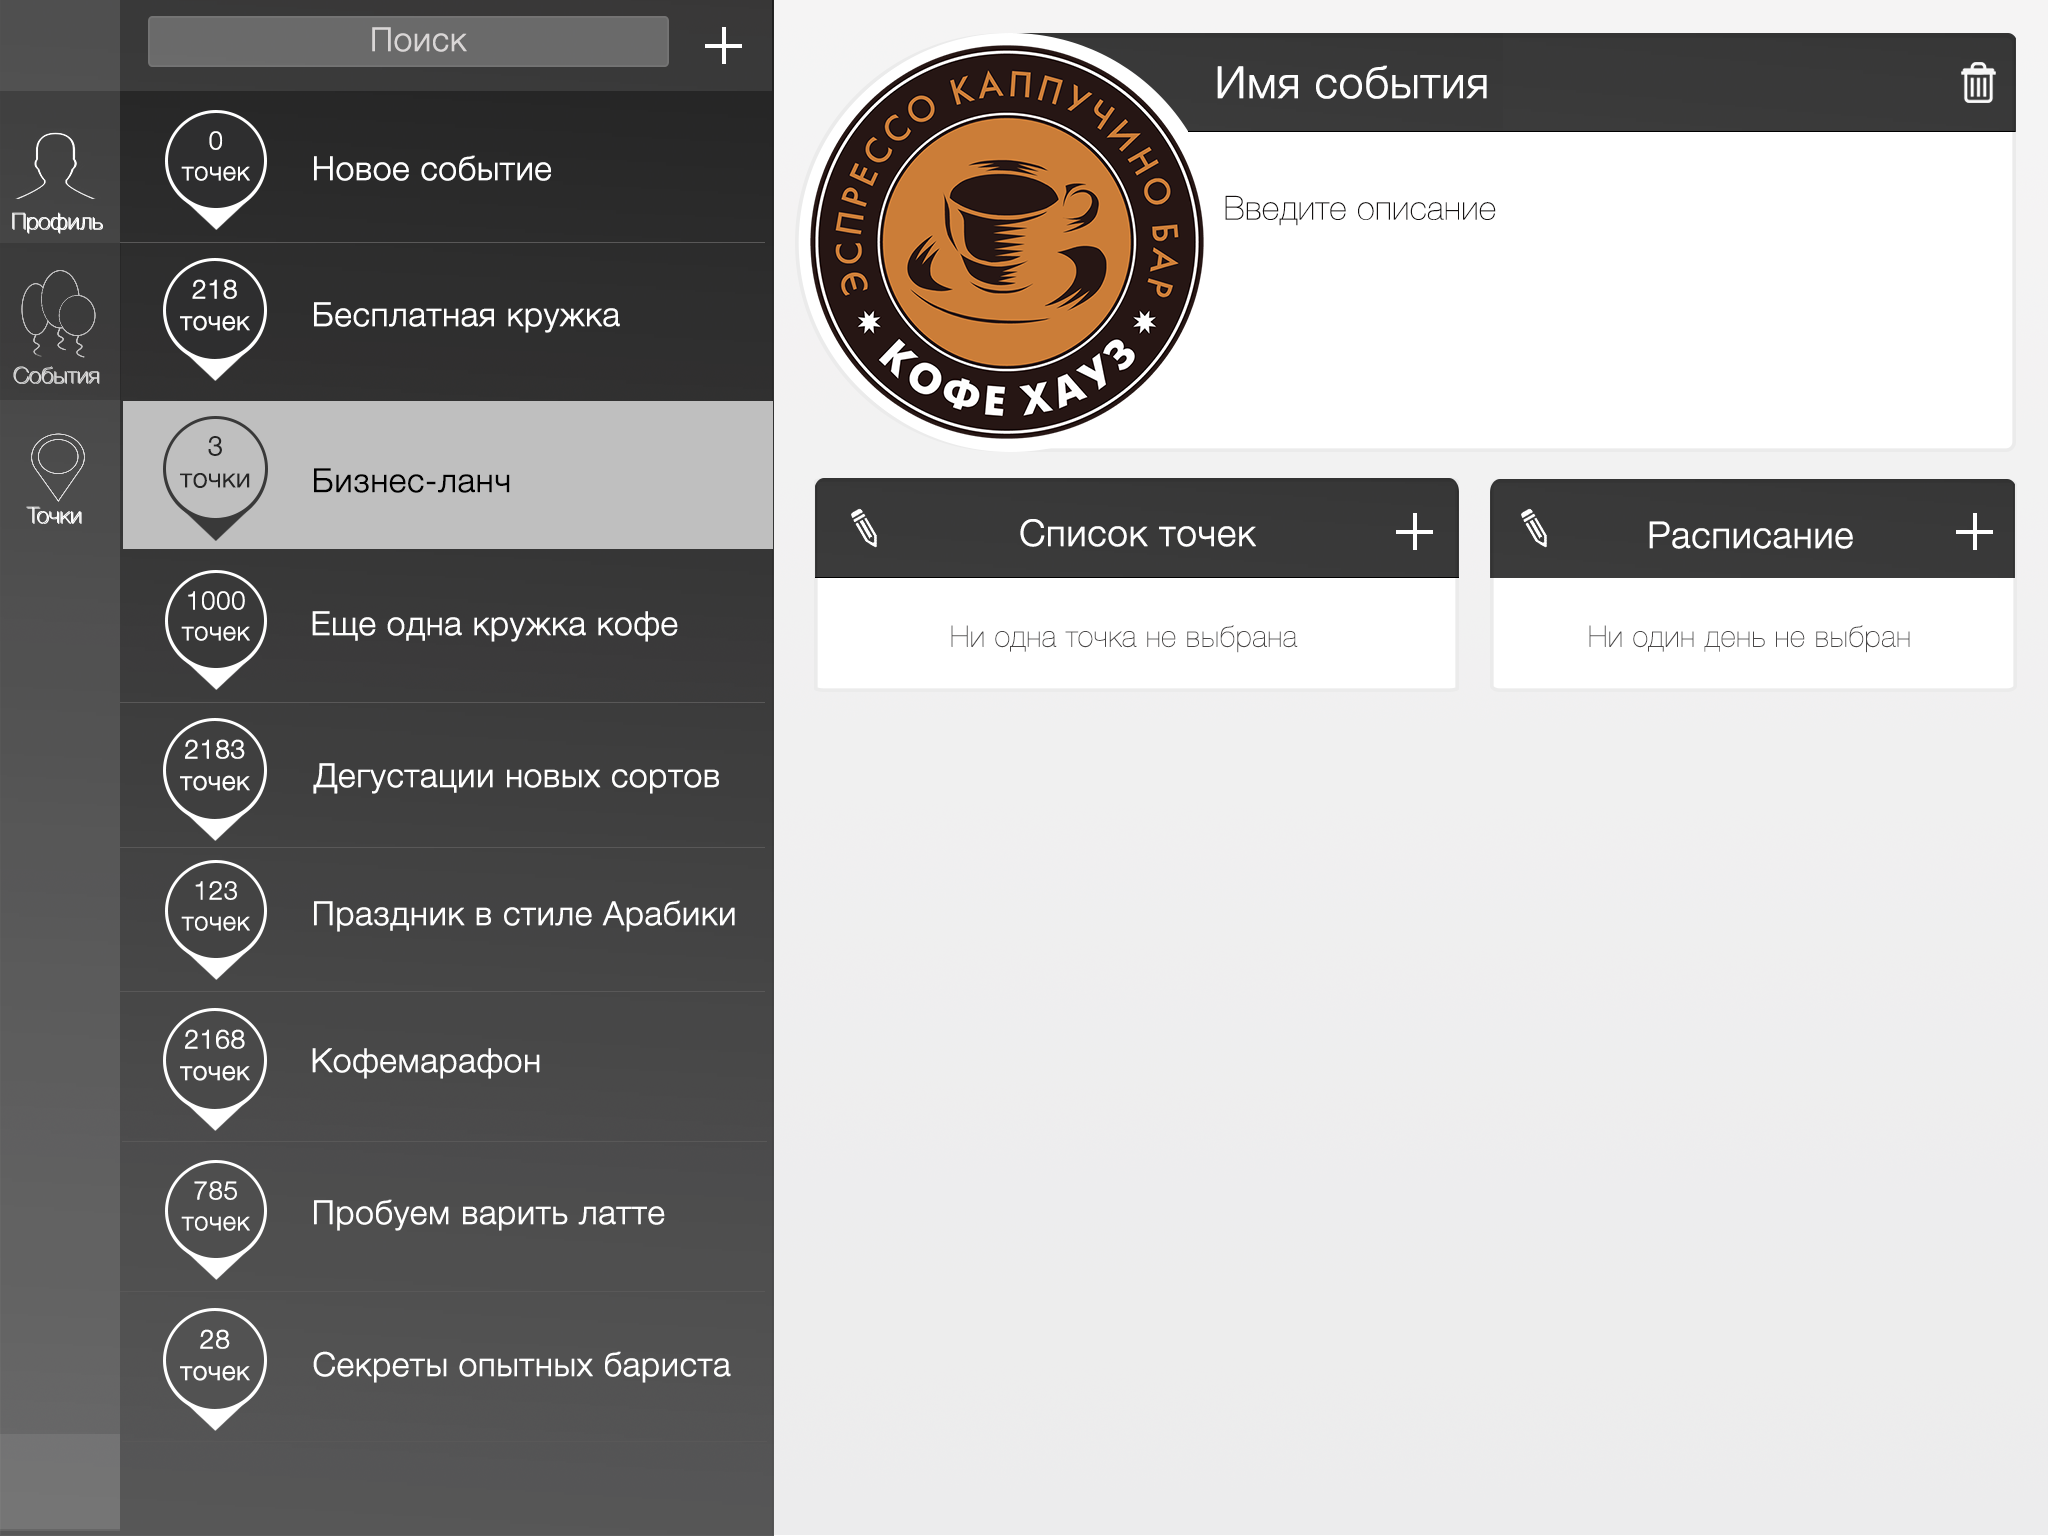 Поиск
Профиль
События
Точки
0
точек
Новое событие
218
точек
Бесплатная кружка
3
точки
Бизнес-ланч
1000
точек
Еще одна кружка кофе
2183
точек
Дегустации новых сортов
123
точек
Праздник в стиле Арабики
2168
точек
Кофемарафон
785
точек
Пробуем варить латте
28
точек
Секреты опытных бариста
ЭСПРЕССО КАППУЧИНО БАР
КОФЕ ХАУЗ
Имя события
Введите описание
Список точек
Ни одна точка не выбрана
Расписание
Ни один день не выбран